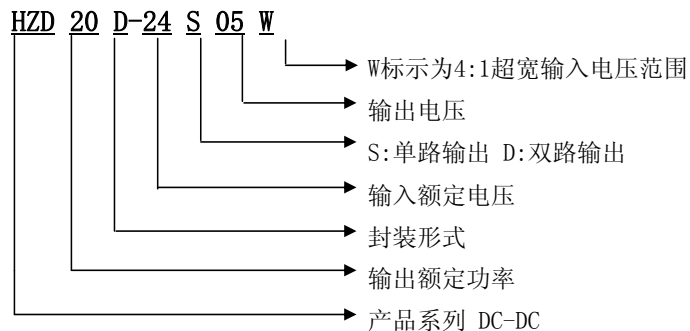 HZD 20 D-24 S 05 W
W标示为4:1超宽输入电压范围
输出电压
S:单路输出 D:双路输出
输入额定电压
封装形式
输出额定功率
产品系列 DC-DC